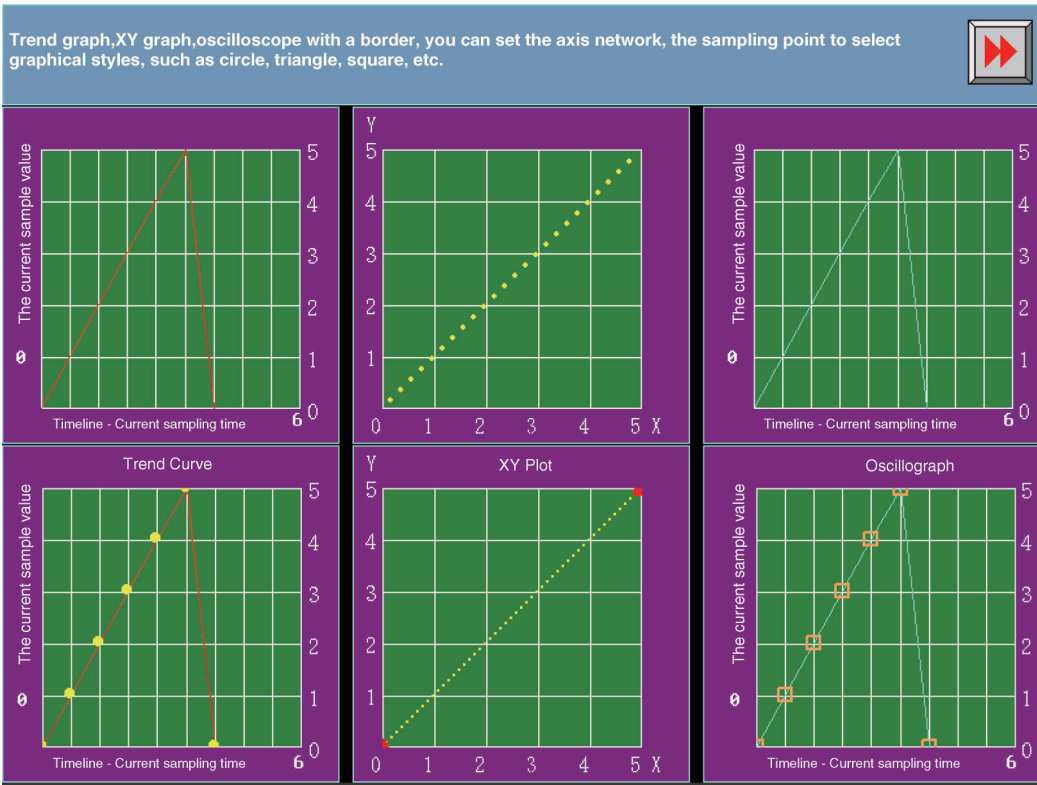 Trend graph,XY graph,oscilloscope with a border, you can set the axis network, the sampling point to select
graphical styles, such as circle, triangle, square, etc.
The current sample value
0
5
4
3
2
1
0
Timeline - Current sampling time
6
Y
5
4
3
2
1
0 1 2 3 4 5 X
The current sample value
0
5
4
3
2
1
0
Timeline - Current sampling time
6
Trend Curve
The current sample value
0
5
4
3
2
1
0
Timeline - Current sampling time
6
XY Plot
Y
5
4
3
2
1
0 1 2 3 4 5 X
Oscillograph
The current sample value
0
5
4
3
2
1
0
Timeline - Current sampling time
6